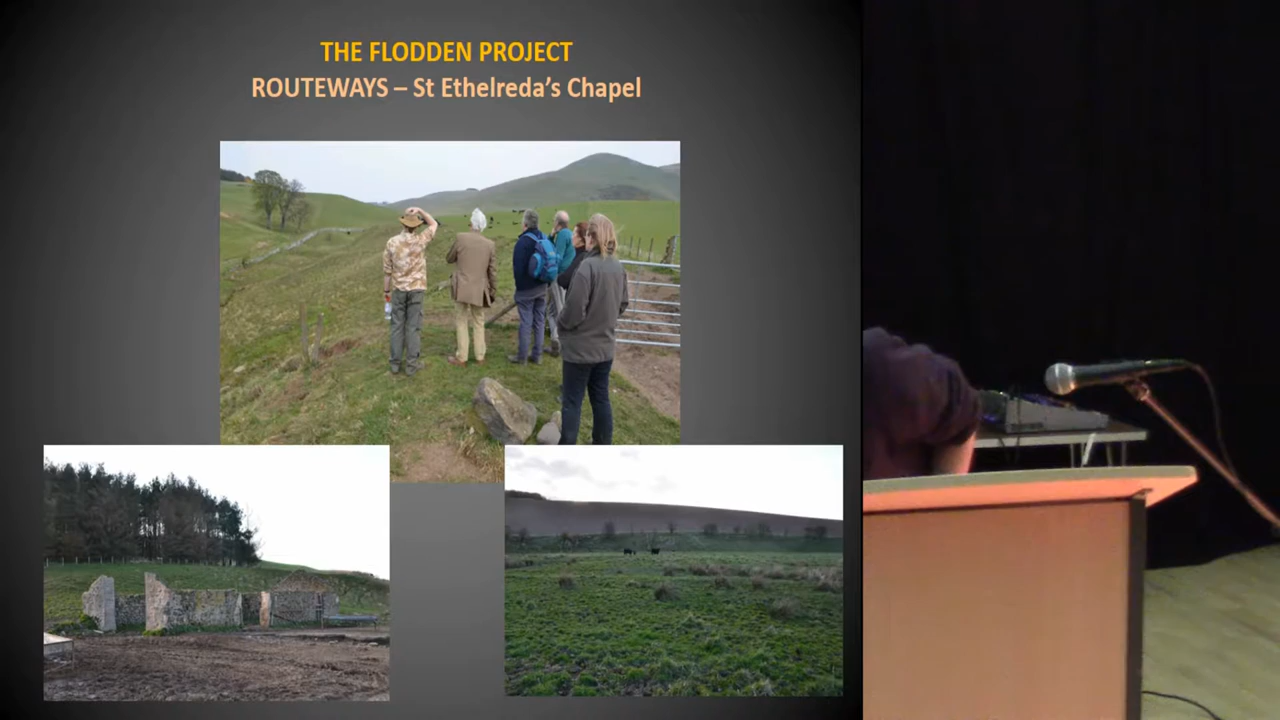 THE FLODDEN PROJECT
ROUTEWAYS – St Ethelreda’s Chapel